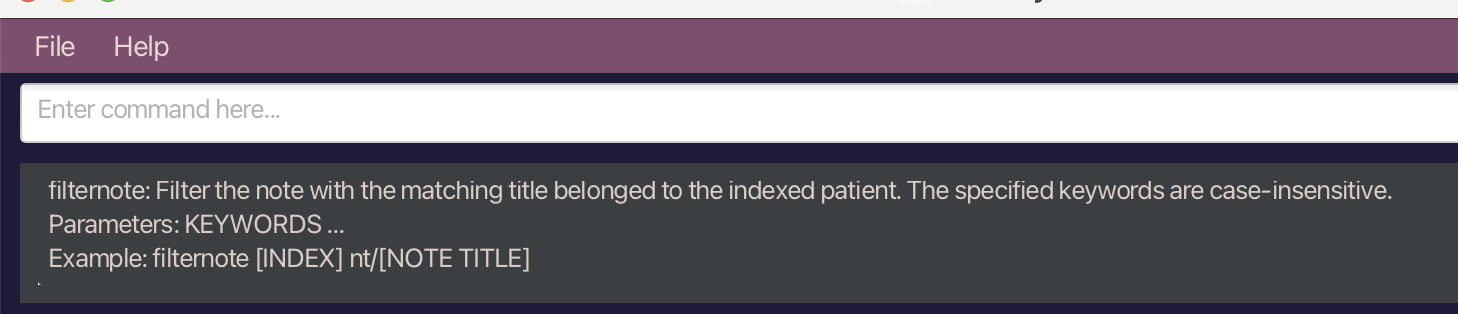 File Help
Enter command here...
filternote: Filter the note with the matching title belonged to the indexed patient. The specified keywords are case-insensitive.
Parameters: KEYWORDS ...
Example: filternote [INDEX] nt/[NOTE TITLE]